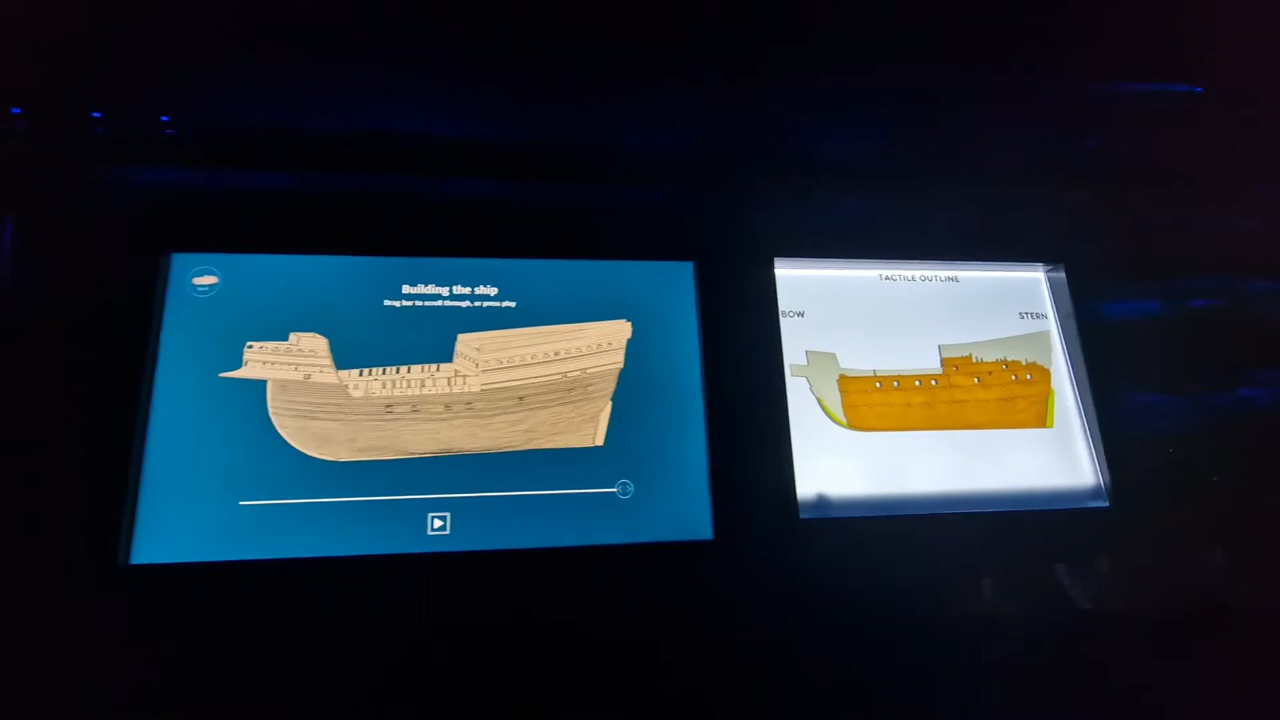 Building the ship
Drag bar to scroll through, or press play
TACTILE OUTLINE
BOW
STERN